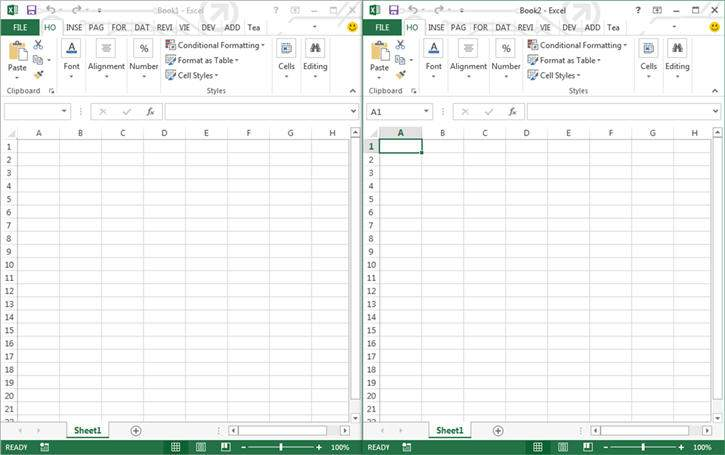 Book1 - Excel
FILE HO INSE PAG FOR DAT REVI VIE DEV ADD Tea
Paste Font Alignment Number Conditional Formatting Format as Table Cell Styles Cells Editing
Clipboard Styles
fx
A B C D E F G H
1
2
3
4
5
6
7
8
9
10
11
12
13
14
15
16
17
18
19
20
21
Sheet1
READY 100%
Book2 - Excel
FILE HO INSE PAG FOR DAT REVI VIE DEV ADD Tea
Paste Font Alignment Number Conditional Formatting Format as Table Cell Styles Cells Editing
Clipboard Styles
A1 fx
A B C D E F G H
1
2
3
4
5
6
7
8
9
10
11
12
13
14
15
16
17
18
19
20
21
Sheet1
READY 100%